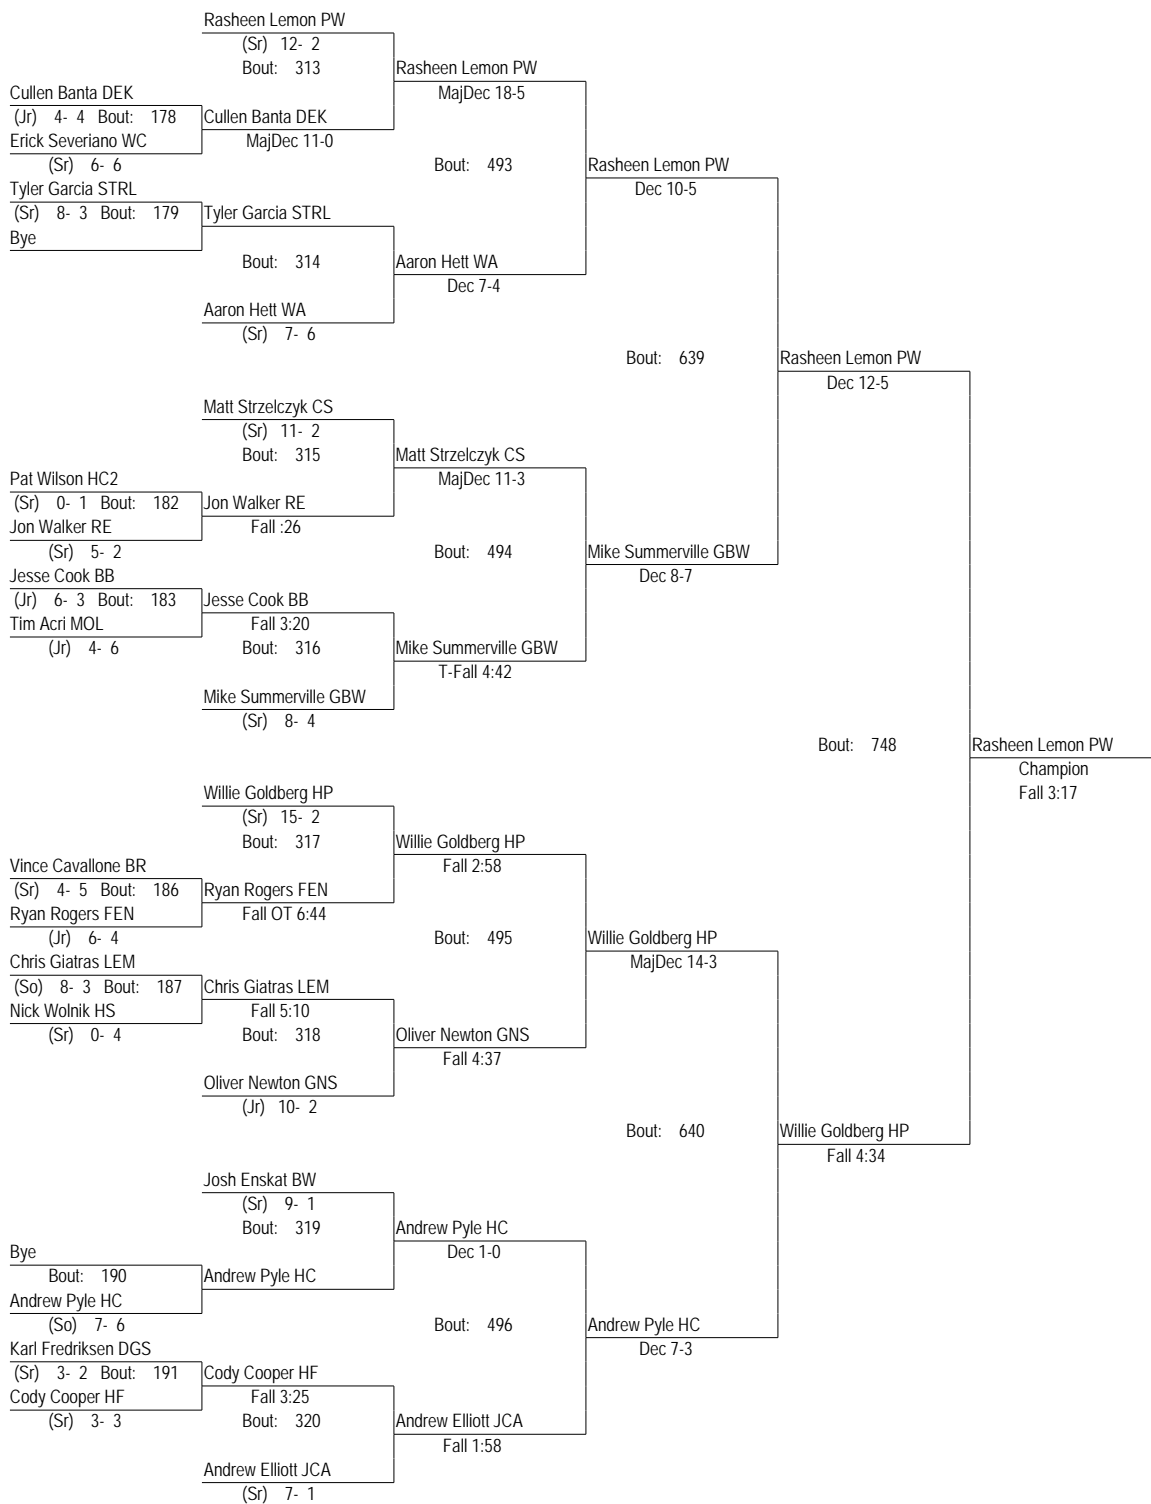 Rasheen Lemon PW
(Sr) 12- 2
Bout: 313
Rasheen Lemon PW
MajDec 18-5
Cullen Banta DEK
(Jr) 4- 4 Bout: 178
Cullen Banta DEK
MajDec 11-0
Erick Severiano WC
(Sr) 6- 6
Bout: 493
Rasheen Lemon PW
Dec 10-5
Tyler Garcia STRL
(Sr) 8- 3 Bout: 179
Tyler Garcia STRL
Bye
Bout: 314
Aaron Hett WA
Dec 7-4
Aaron Hett WA
(Sr) 7- 6
Bout: 639
Rasheen Lemon PW
Dec 12-5
Matt Strzelczyk CS
(Sr) 11- 2
Bout: 315
Matt Strzelczyk CS
MajDec 11-3
Pat Wilson HC2
(Sr) 0- 1 Bout: 182
Jon Walker RE
Fall :26
Jon Walker RE
(Sr) 5- 2
Bout: 494
Mike Summerville GBW
Dec 8-7
Jesse Cook BB
(Jr) 6- 3 Bout: 183
Jesse Cook BB
Fall 3:20
Tim Acri MOL
(Jr) 4- 6
Bout: 316
Mike Summerville GBW
T-Fall 4:42
Mike Summerville GBW
(Sr) 8- 4
Bout: 748
Rasheen Lemon PW
Champion
Fall 3:17
Willie Goldberg HP
(Sr) 15- 2
Bout: 317
Willie Goldberg HP
Fall 2:58
Vince Cavallone BR
(Sr) 4- 5 Bout: 186
Ryan Rogers FEN
Fall OT 6:44
Ryan Rogers FEN
(Jr) 6- 4
Bout: 495
Willie Goldberg HP
MajDec 14-3
Chris Giatras LEM
(So) 8- 3 Bout: 187
Chris Giatras LEM
Fall 5:10
Nick Wolnik HS
(Sr) 0- 4
Bout: 318
Oliver Newton GNS
Fall 4:37
Oliver Newton GNS
(Jr) 10- 2
Bout: 640
Willie Goldberg HP
Fall 4:34
Josh Enskat BW
(Sr) 9- 1
Bout: 319
Andrew Pyle HC
Dec 1-0
Bye
Bout: 190
Andrew Pyle HC
Andrew Pyle HC
(So) 7- 6
Bout: 496
Andrew Pyle HC
Dec 7-3
Karl Fredriksen DGS
(Sr) 3- 2 Bout: 191
Cody Cooper HF
Fall 3:25
Cody Cooper HF
(Sr) 3- 3
Bout: 320
Andrew Elliott JCA
Fall 1:58
Andrew Elliott JCA
(Sr) 7- 1